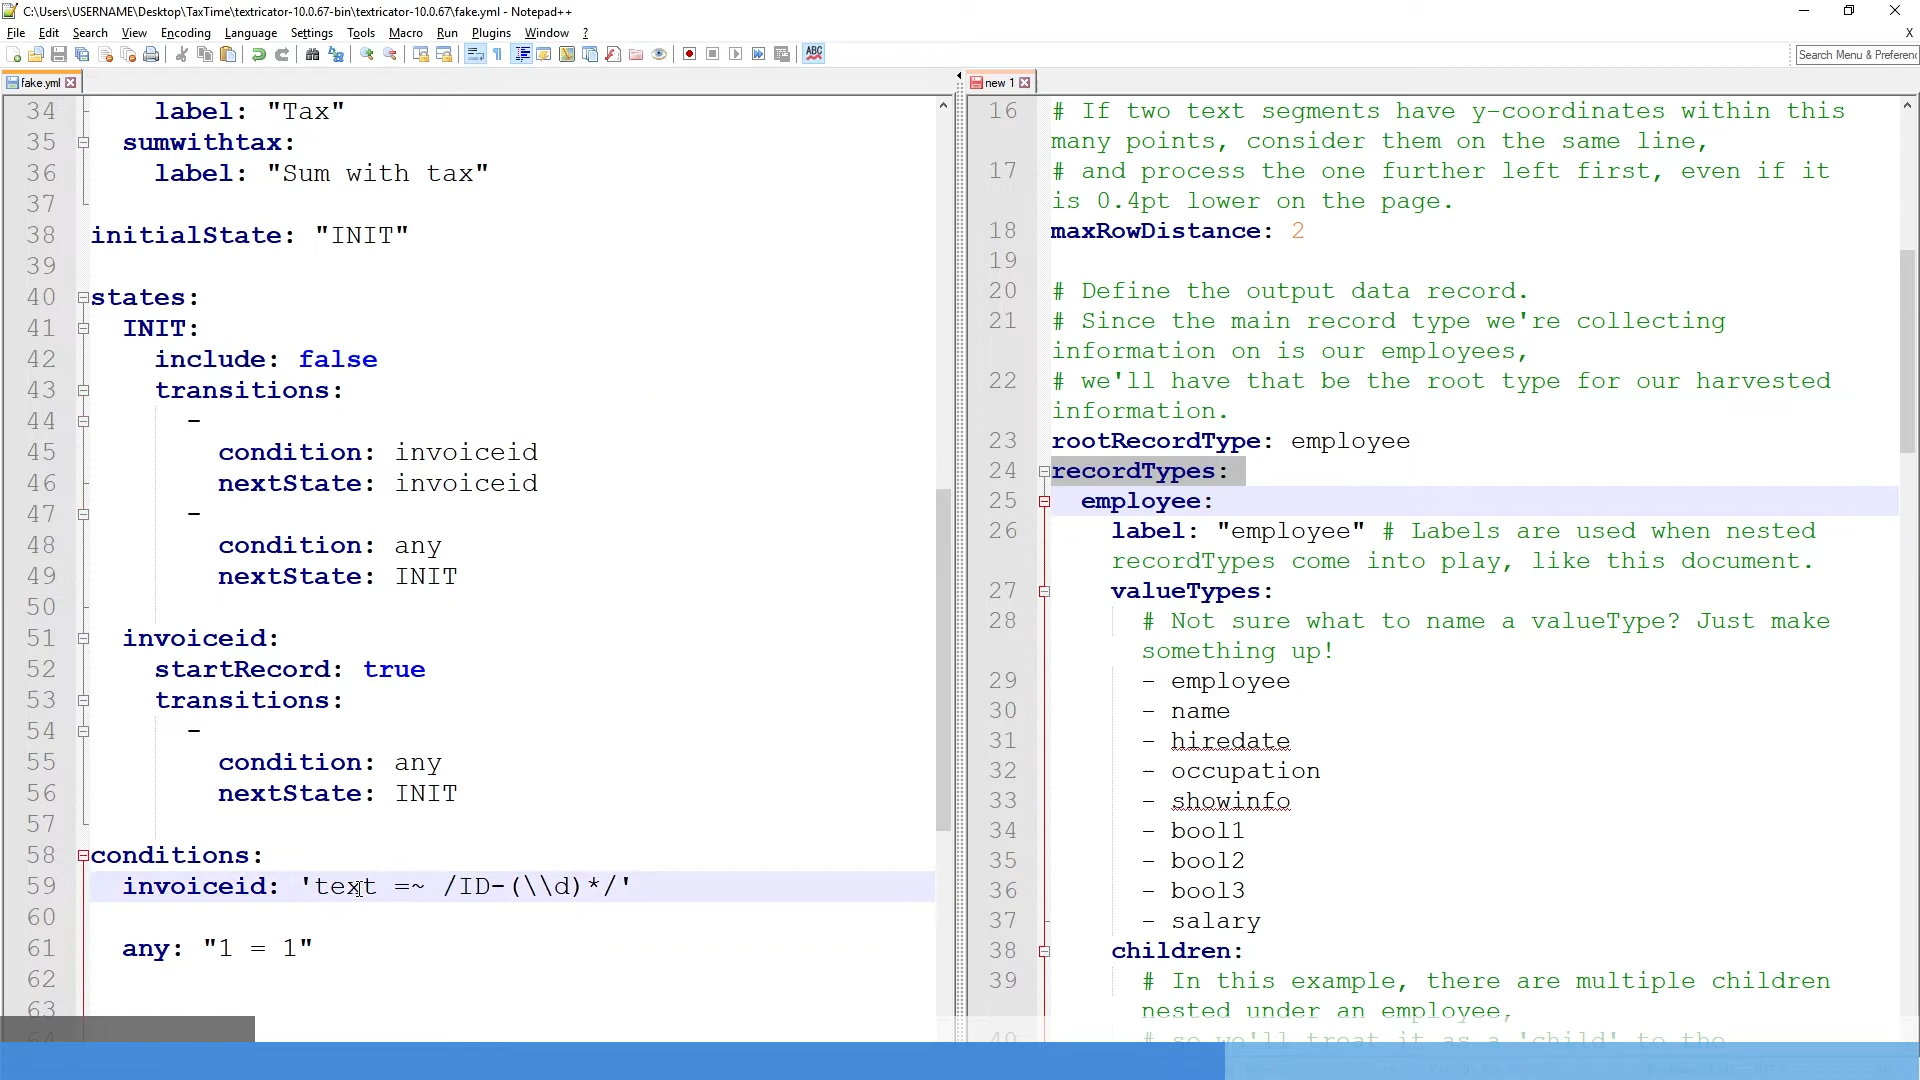 C:\Users\USERNAME\Desktop\TaxTime\textricator-10.0.67-bin\textricator-10.0.67\fake.yml - Notepad++
File Edit Search View Encoding Language Settings Tools Macro Run Plugins Window ? X
Search Menu & Preferenc
fake.yml
34 label: "Tax"
35 sumwithtax:
36 label: "Sum with tax"
37
38 initialState: "INIT"
39
40 states:
41 INIT:
42 include: false
43 transitions:
44 -
45 condition: invoiceid
46 nextState: invoiceid
47 -
48 condition: any
49 nextState: INIT
50
51 invoiceid:
52 startRecord: true
53 transitions:
54 -
55 condition: any
56 nextState: INIT
57
58 conditions:
59 invoiceid: 'text =~ /ID-(\\d)*/'
60
61 any: "1 = 1"
62
63
64
new 1
16 # If two text segments have y-coordinates within this
many points, consider them on the same line,
17 # and process the one further left first, even if it
is 0.4pt lower on the page.
18 maxRowDistance: 2
19
20 # Define the output data record.
21 # Since the main record type we're collecting
information on is our employees,
22 # we'll have that be the root type for our harvested
information.
23 rootRecordType: employee
24 recordTypes:
25 employee:
26 label: "employee" # Labels are used when nested
recordTypes come into play, like this document.
27 valueTypes:
28 # Not sure what to name a valueType? Just make
something up!
29 - employee
30 - name
31 - hiredate
32 - occupation
33 - showinfo
34 - bool1
35 - bool2
36 - bool3
37 - salary
38 children:
39 # In this example, there are multiple children
nested under an employee,
40 # so we'll treat it as a 'child' to the